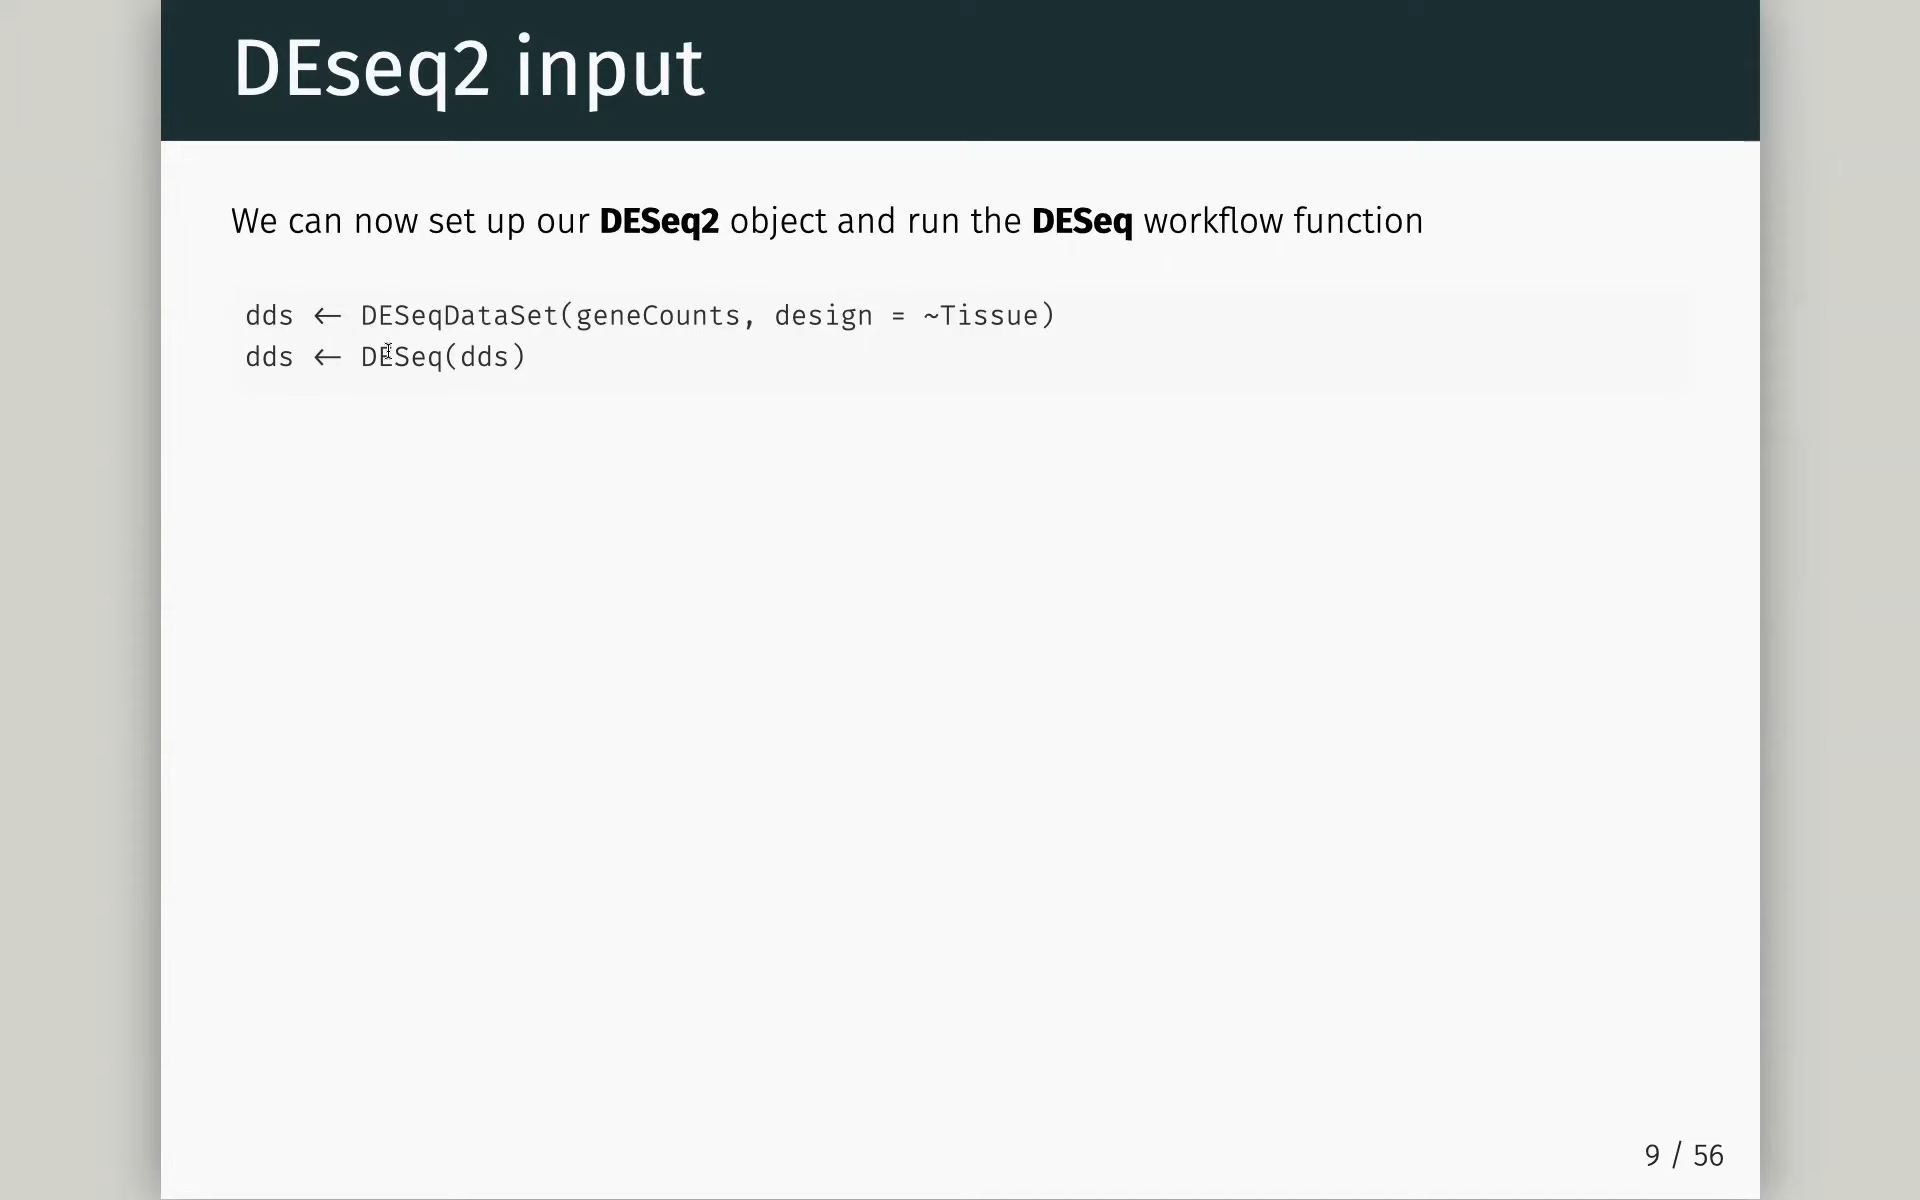 DEseq2 input
We can now set up our DESeq2 object and run the DESeq workflow function
dds ← DESeqDataSet(geneCounts, design = ~Tissue)
dds ← DESeq(dds)
9 / 56